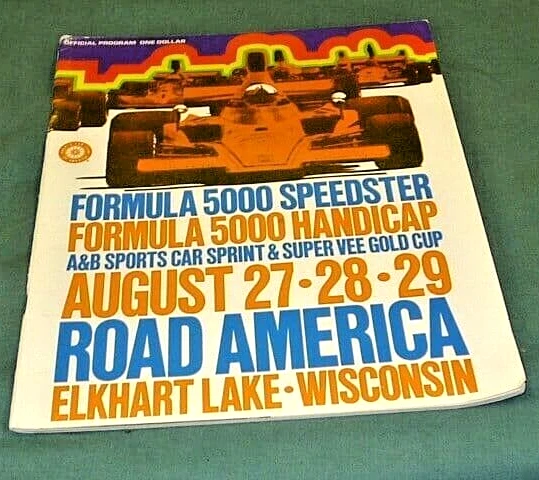 OFFICIAL PROGRAM ONE DOLLAR
FORMULA 5000 SPEEDSTER
FORMULA 5000 HANDICAP
A&B SPORTS CAR SPRINT & SUPER VEE GOLD CUP
AUGUST 27•28•29
ROAD AMERICA
ELKHART LAKE•WISCONSIN